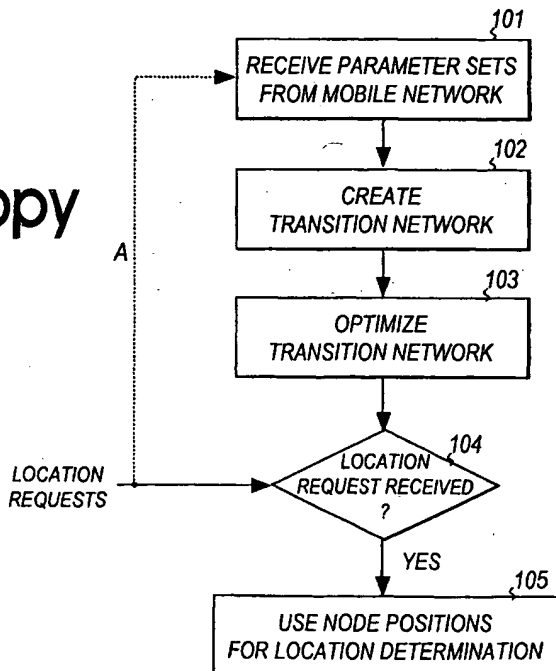 101
RECEIVE PARAMETER SETS
FROM MOBILE NETWORK
102
CREATE
TRANSITION NETWORK
A
103
OPTIMIZE
TRANSITION NETWORK
104
LOCATION
REQUEST RECEIVED
?
LOCATION
REQUESTS
YES
105
USE NODE POSITIONS
FOR LOCATION DETERMINATION